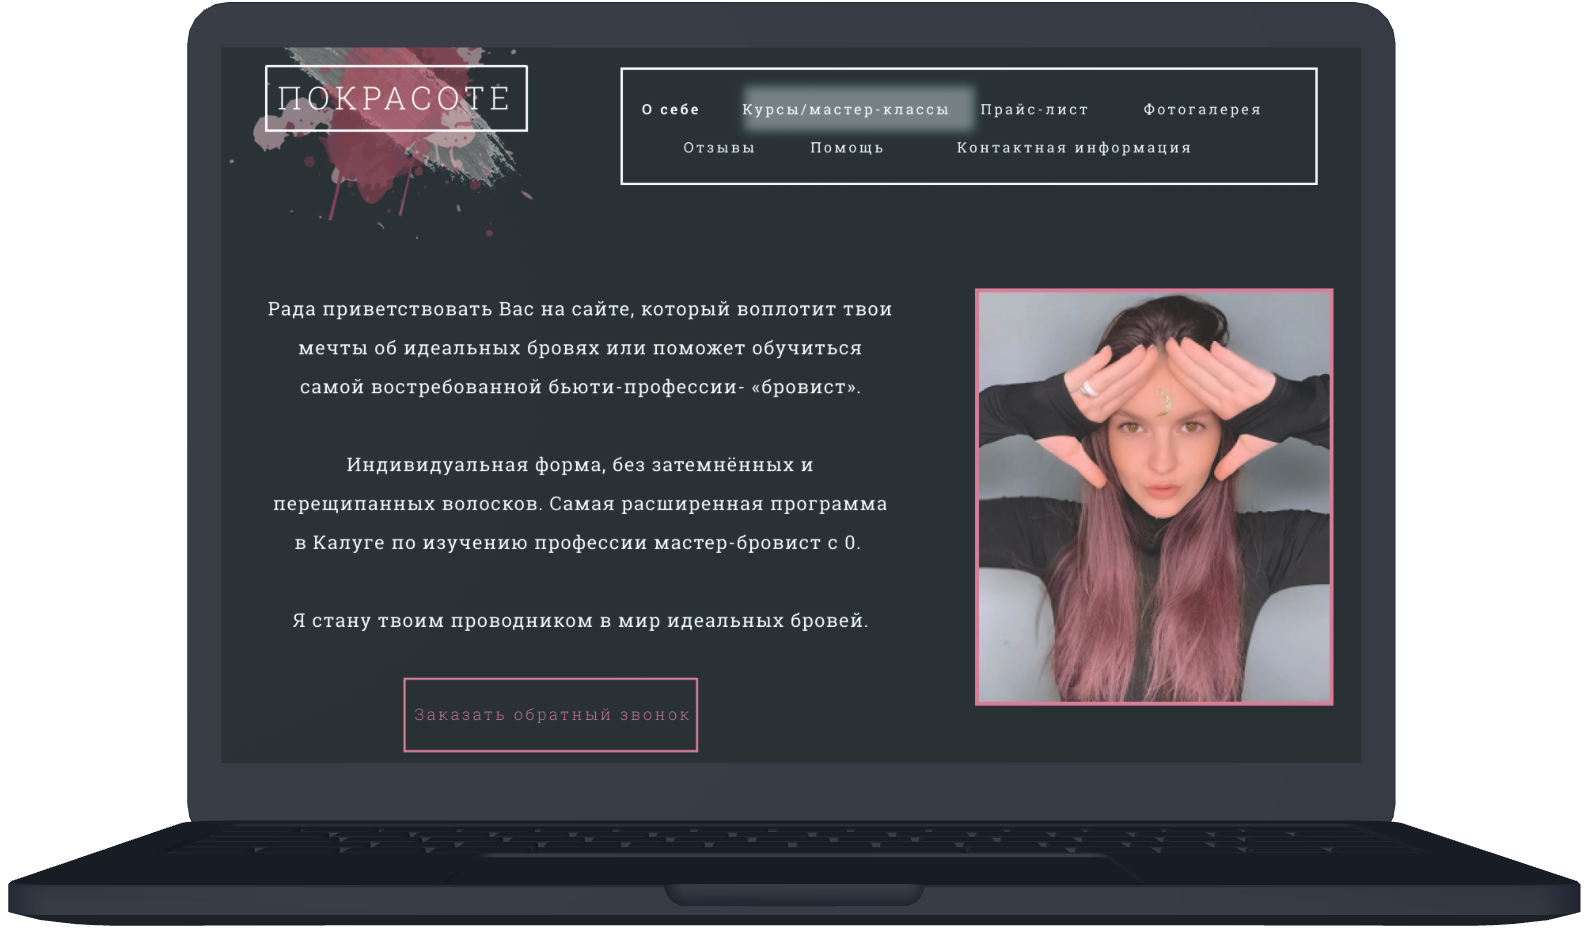 ПОКРАСОТЕ
О себе Курсы/мастер-классы Прайс-лист Фотогалерея
Отзывы Помощь Контактная информация
Рада приветствовать Вас на сайте, который воплотит твои
мечты об идеальных бровях или поможет обучиться
самой востребованной бьюти-профессии- «бровист».
Индивидуальная форма, без затемнённых и
перещипанных волосков. Самая расширенная программа
в Калуге по изучению профессии мастер-бровист с 0.
Я стану твоим проводником в мир идеальных бровей.
Заказать обратный звонок